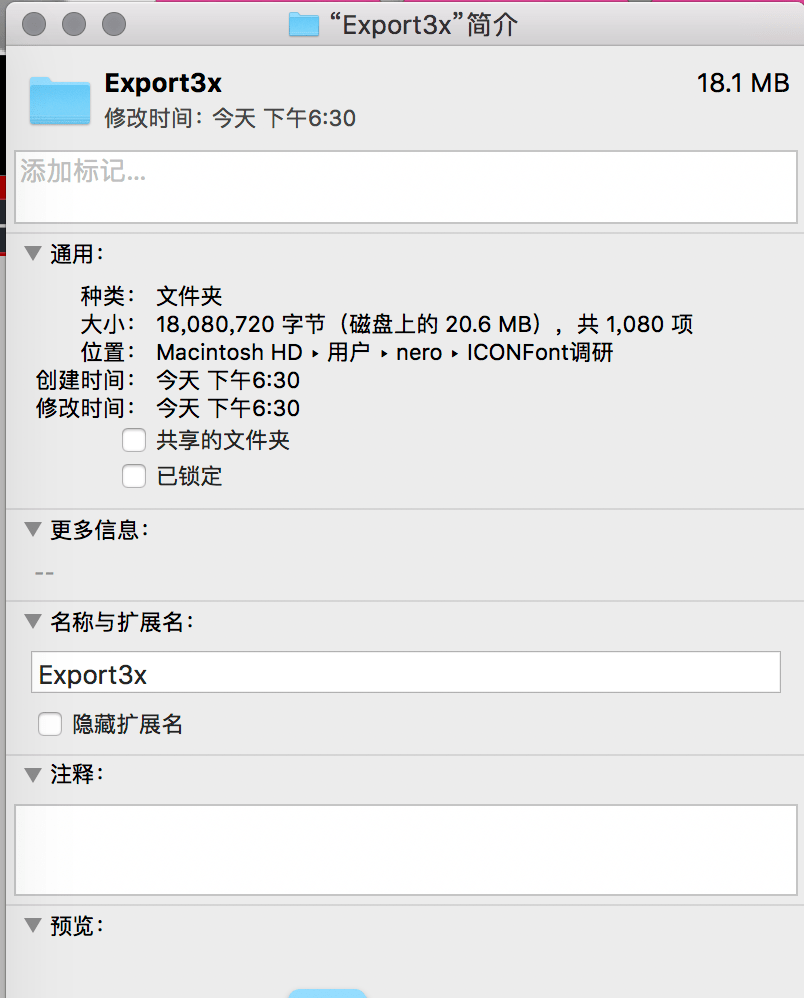 “Export3x”简介
Export3x
18.1 MB
修改时间：今天 下午6:30
添加标记...
通用：
种类： 文件夹
大小： 18,080,720 字节（磁盘上的 20.6 MB），共 1,080 项
位置： Macintosh HD ▸ 用户 ▸ nero ▸ ICONFont调研
创建时间： 今天 下午6:30
修改时间： 今天 下午6:30
共享的文件夹
已锁定
更多信息：
--
名称与扩展名：
Export3x
隐藏扩展名
注释：
预览：